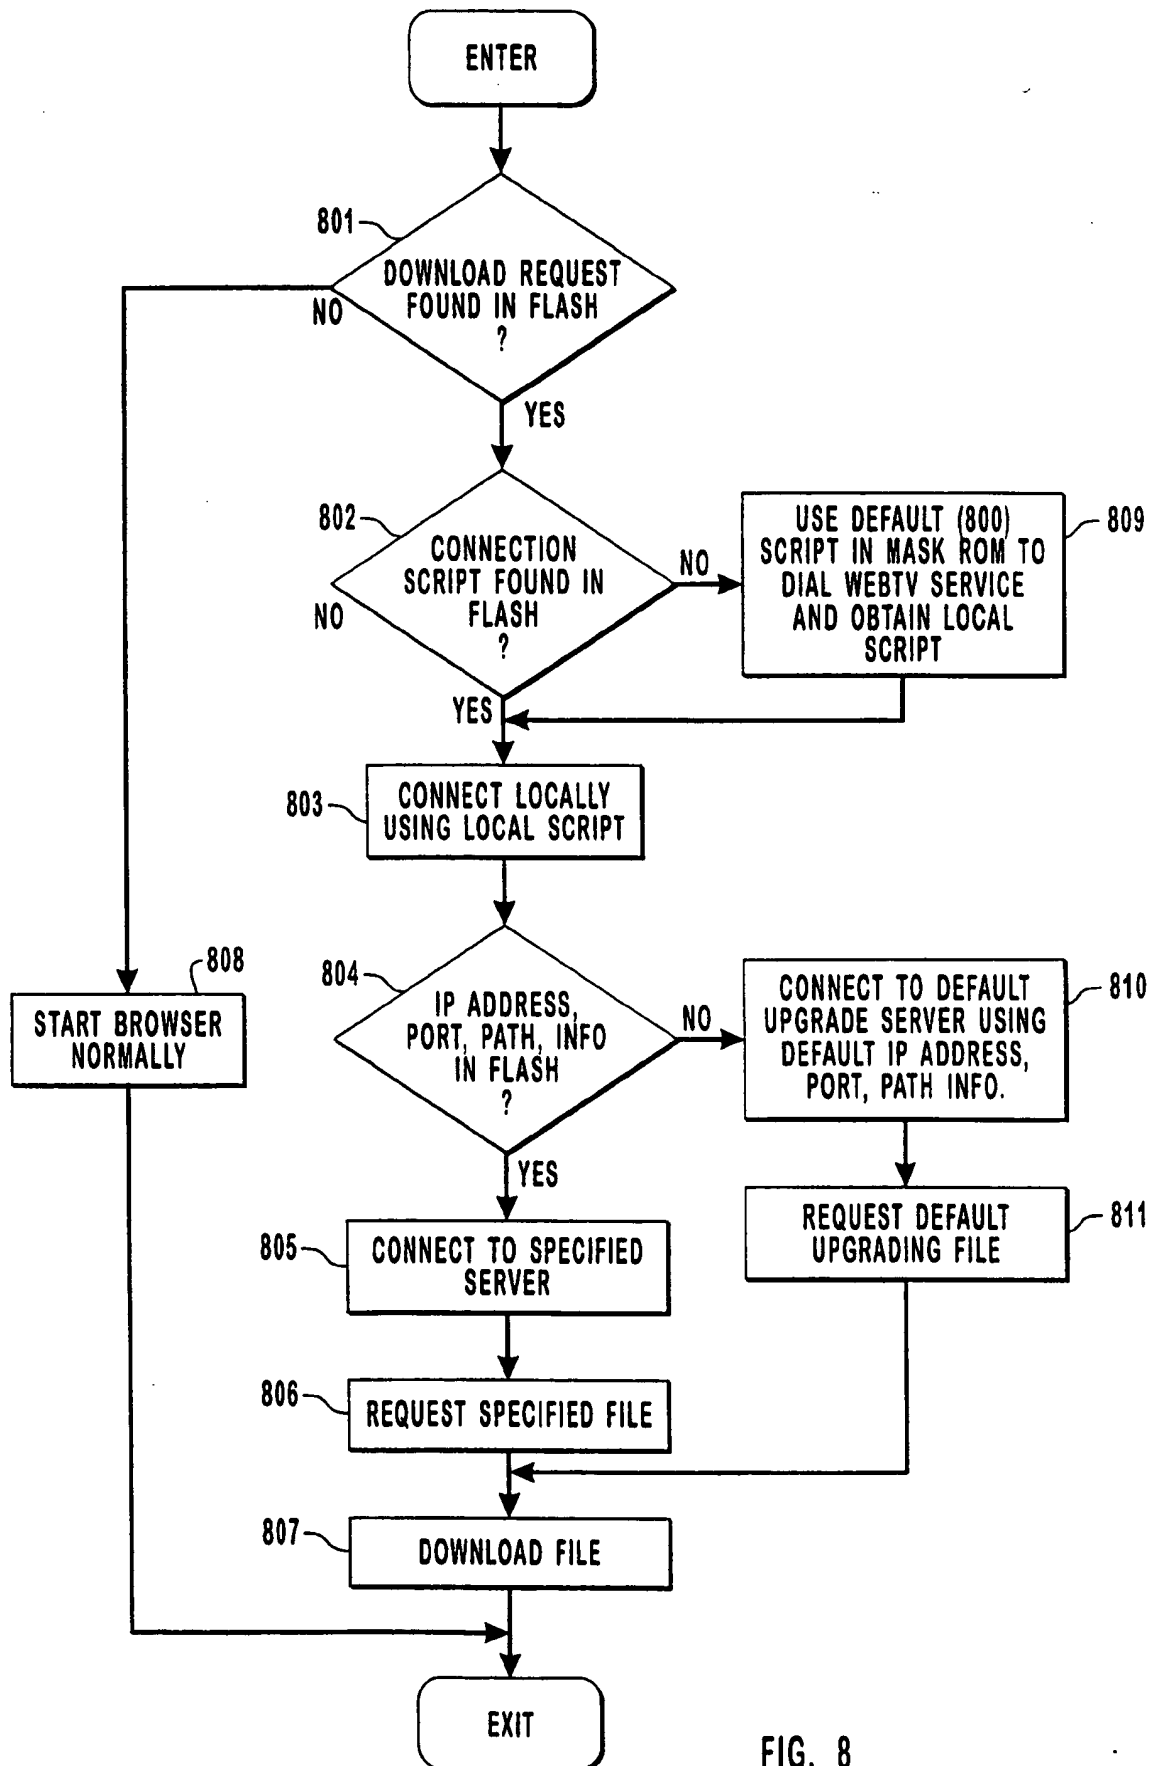 ENTER
801
DOWNLOAD REQUEST
FOUND IN FLASH
?
NO
YES
802
CONNECTION
SCRIPT FOUND IN
FLASH
?
NO
NO
YES
USE DEFAULT (800)
SCRIPT IN MASK ROM TO
DIAL WEBTV SERVICE
AND OBTAIN LOCAL
SCRIPT
809
803
CONNECT LOCALLY
USING LOCAL SCRIPT
804
IP ADDRESS,
PORT, PATH, INFO
IN FLASH
?
NO
YES
808
START BROWSER
NORMALLY
CONNECT TO DEFAULT
UPGRADE SERVER USING
DEFAULT IP ADDRESS,
PORT, PATH INFO.
810
805
CONNECT TO SPECIFIED
SERVER
REQUEST DEFAULT
UPGRADING FILE
811
806
REQUEST SPECIFIED FILE
807
DOWNLOAD FILE
EXIT
FIG. 8